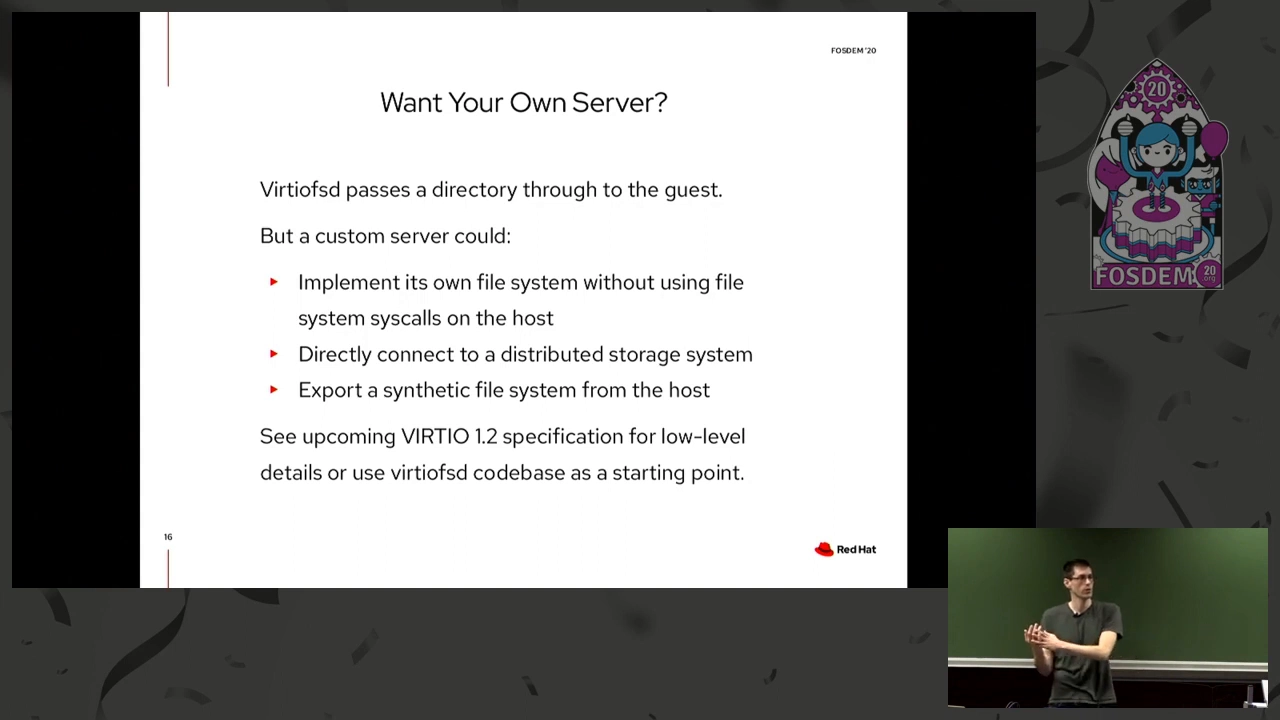 FOSDEM '20
Want Your Own Server?
Virtiofsd passes a directory through to the guest.
But a custom server could:
Implement its own file system without using file
system syscalls on the host
Directly connect to a distributed storage system
Export a synthetic file system from the host
See upcoming VIRTIO 1.2 specification for low-level
details or use virtiofsd codebase as a starting point.
16
Red Hat
20
FOSDEM
20
.org